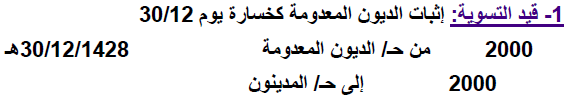 1- قيد التسوية: إثبات الديون المعدومة كخسارة يوم 30/12
2000 من حـ/ الديون المعدومة 30/12/1428هـ
2000 إلى حـ/ المدينون